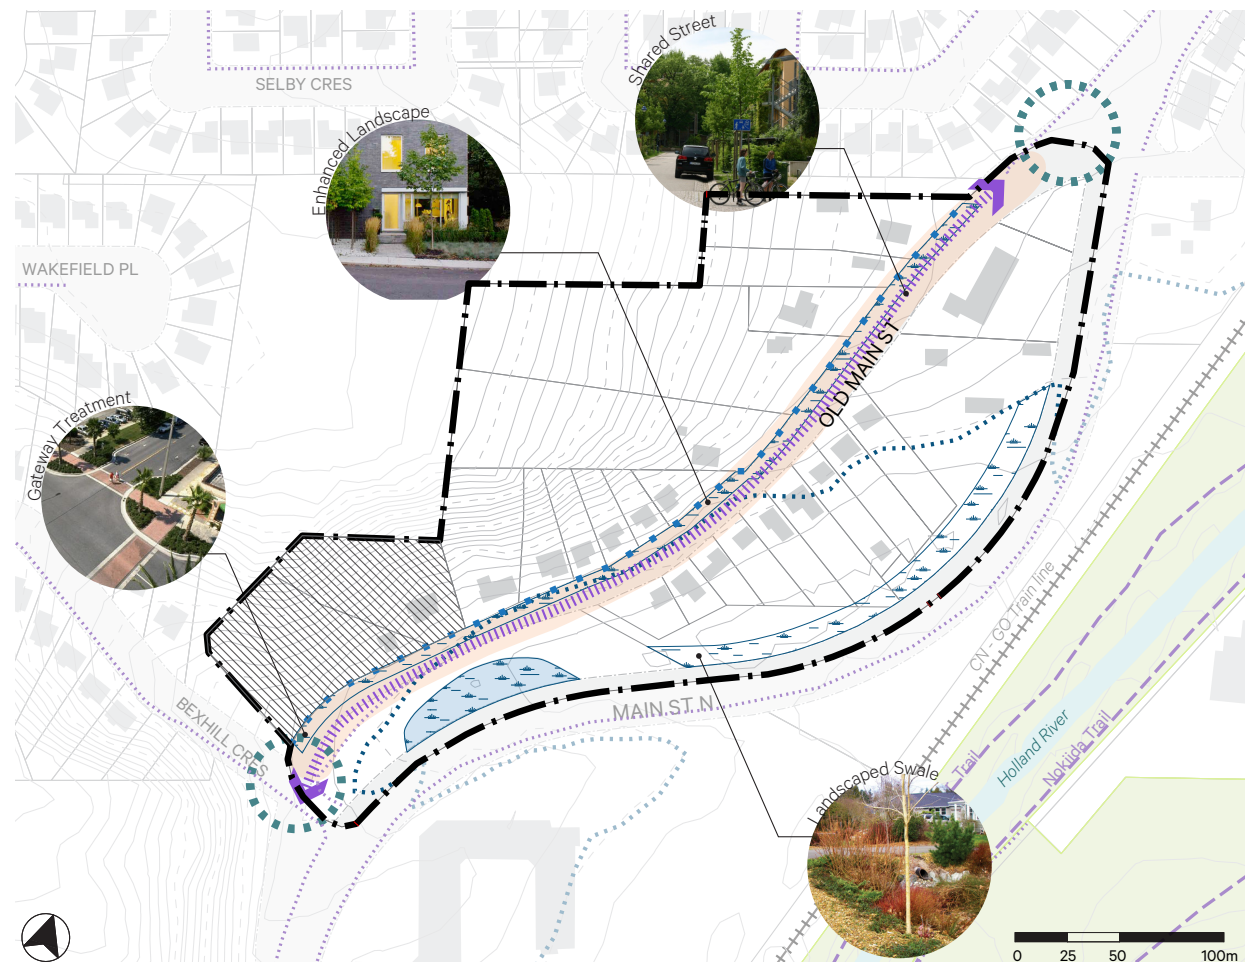 SELBY CRES
Shared Street
Enhanced Landscape
WAKEFIELD PL
OLD MAIN ST
Gateway Treatment
CN - GO Train line
BEXHILL CRES
MAIN ST N.
Holland River
Nokiida Trail
Trail
Landscaped Swale
0 25 50 100m